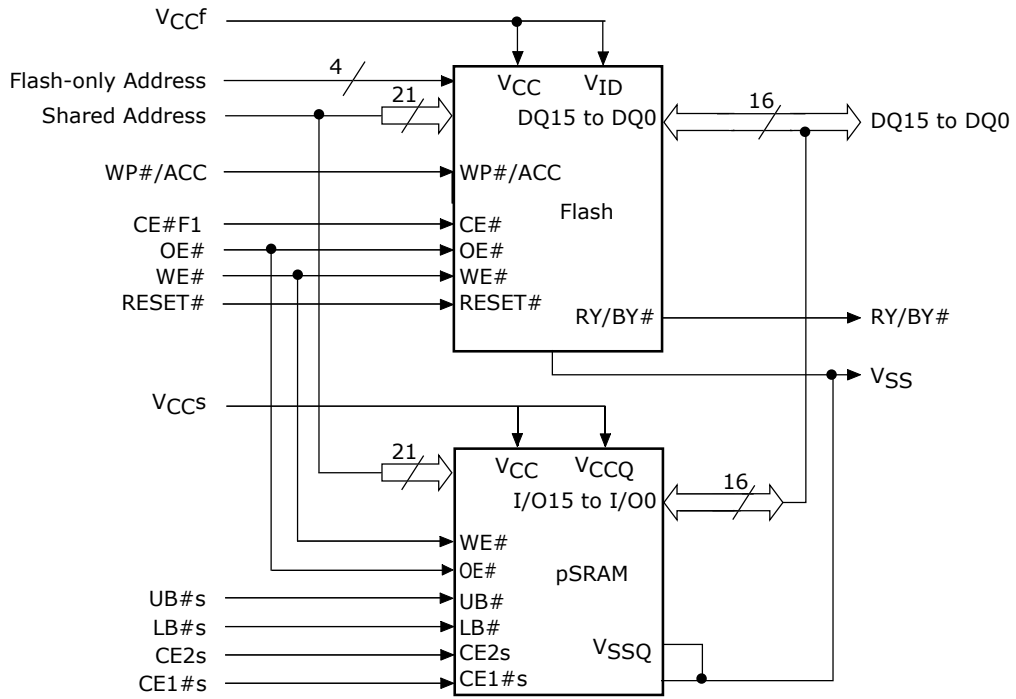 VCCf
Flash-only Address
4
VCC
VID
Shared Address
21
DQ15 to DQ0
16
DQ15 to DQ0
WP#/ACC
WP#/ACC
Flash
CE#F1
CE#
OE#
OE#
WE#
WE#
RESET#
RESET#
RY/BY#
RY/BY#
VSS
VCCs
21
VCC
VCCQ
I/O15 to I/O0
16
WE#
OE#
pSRAM
UB#s
UB#
LB#s
LB#
CE2s
CE2s
VSSQ
CE1#s
CE1#s